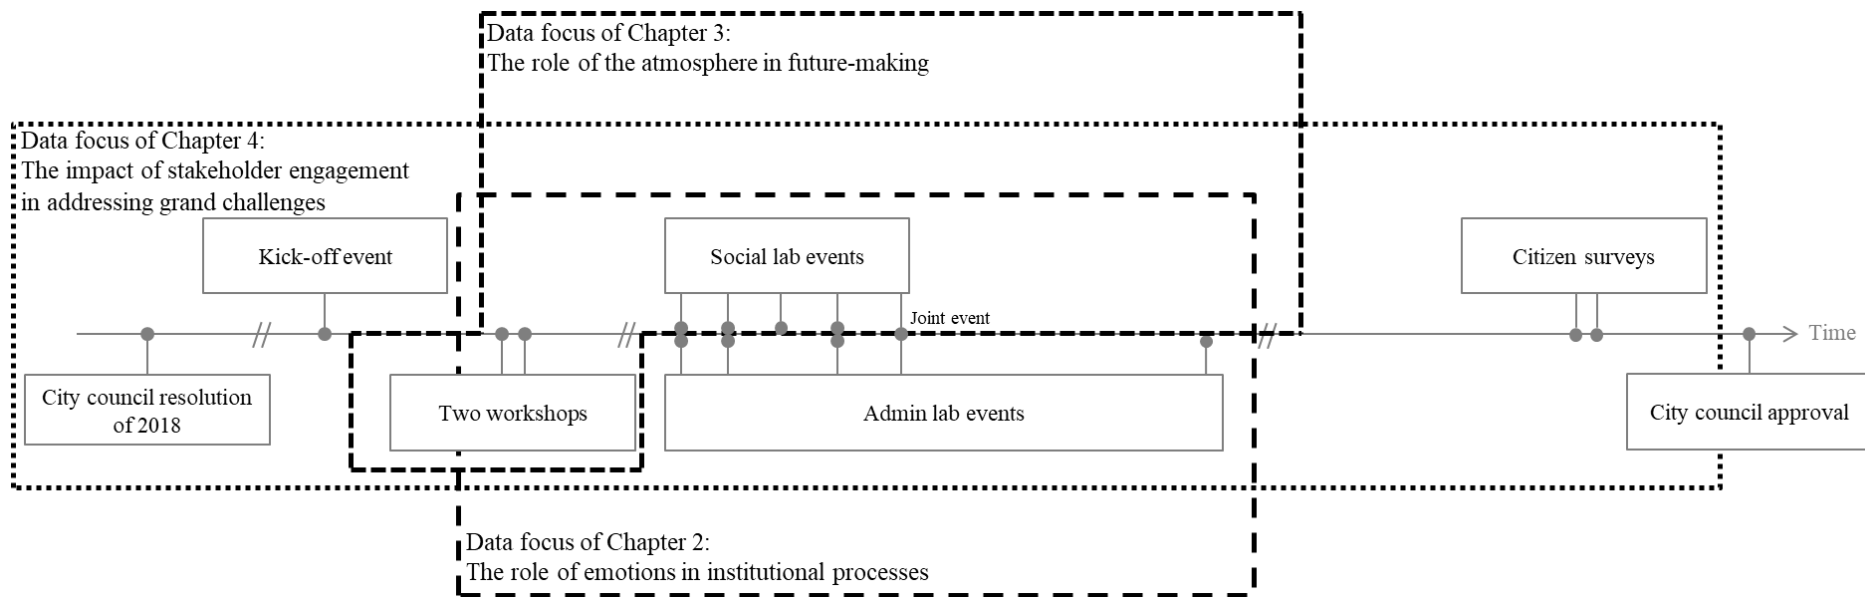 Data focus of Chapter 3:
The role of the atmosphere in future-making
Data focus of Chapter 4:
The impact of stakeholder engagement
in addressing grand challenges
Kick-off event
Social lab events
Citizen surveys
Joint event
Time
City council resolution
of 2018
Two workshops
Admin lab events
City council approval
Data focus of Chapter 2:
The role of emotions in institutional processes